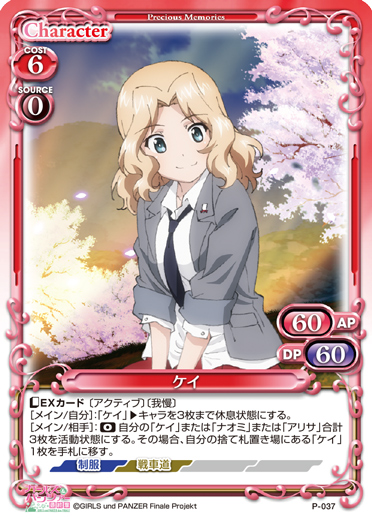 Precious Memories
Character
COST
6
SOURCE
0
60 AP
DP 60
ケイ
EXカード〔アクティブ〕〔我慢〕
[メイン/自分]:「ケイ」▶キャラを3枚まで休息状態にする。
[メイン/相手]: 0 自分の「ケイ」または「ナオミ」または「アリサ」合計
3枚を活動状態にする。その場合、自分の捨て札置き場にある「ケイ」
1枚を手札に移す。
制服 戦車道
©GIRLS und PANZER Finale Projekt
P-037